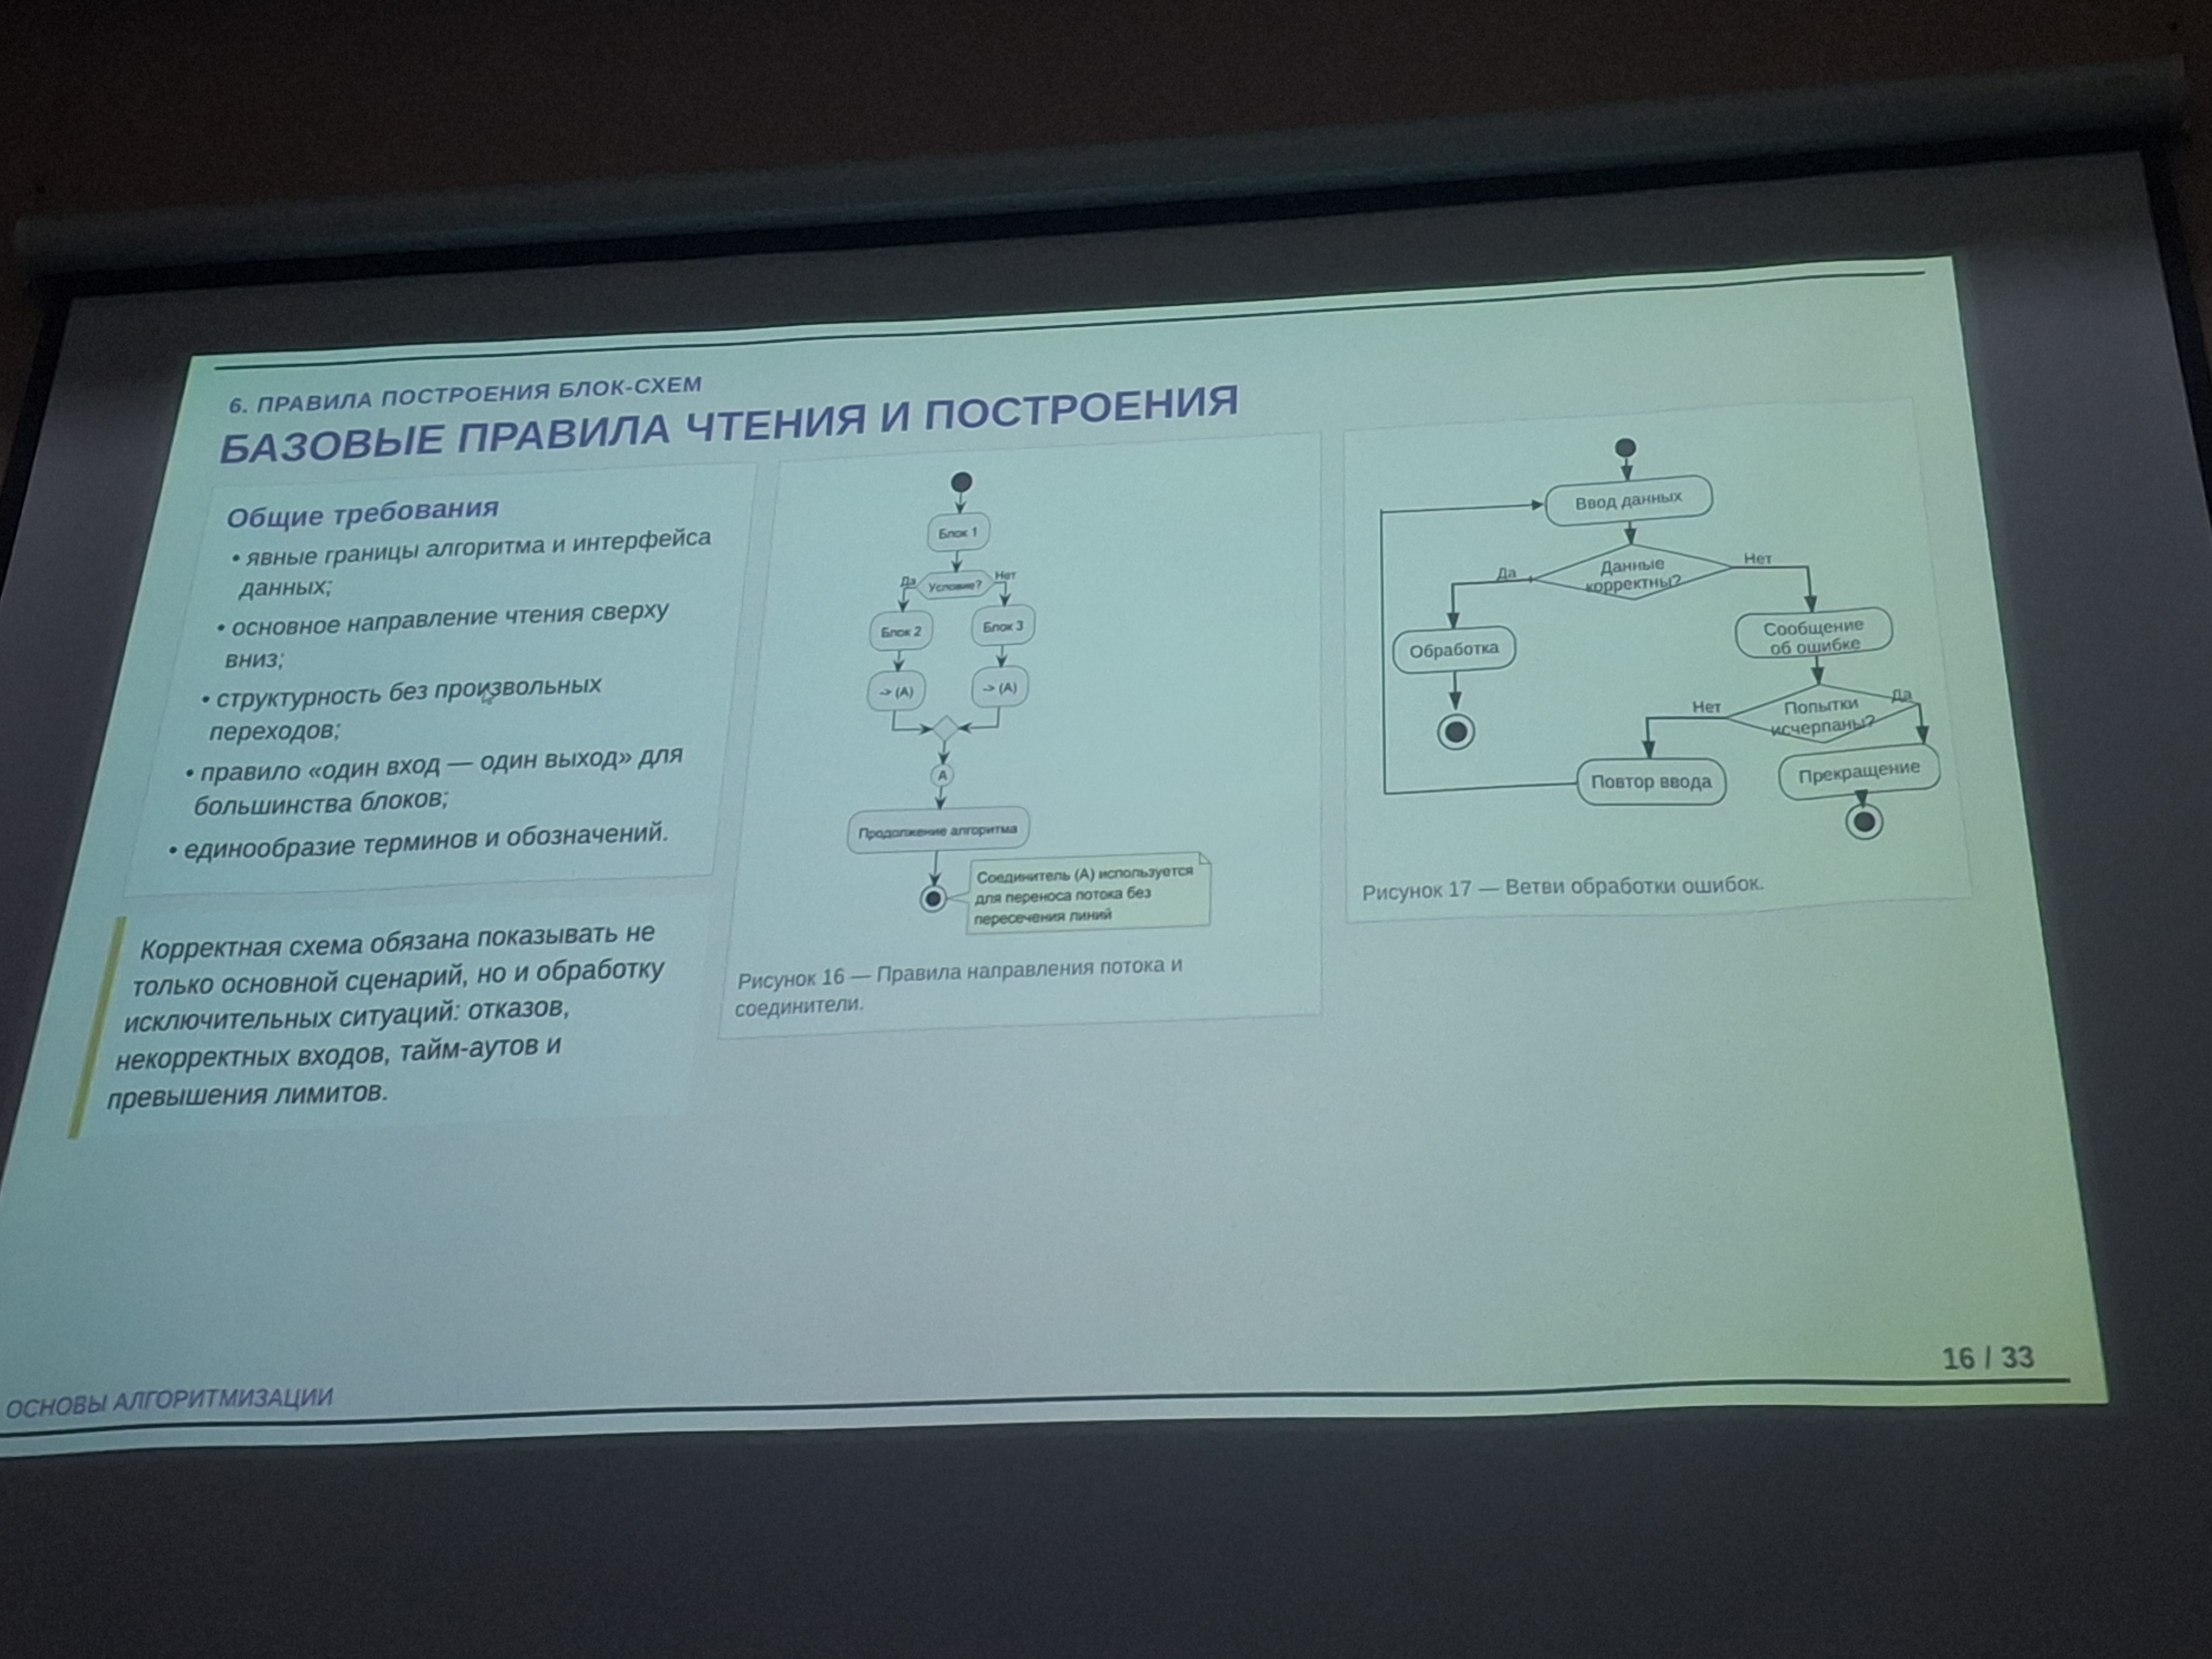 6. ПРАВИЛА ПОСТРОЕНИЯ БЛОК-СХЕМ
БАЗОВЫЕ ПРАВИЛА ЧТЕНИЯ И ПОСТРОЕНИЯ
Общие требования
• явные границы алгоритма и интерфейса
данных;
• основное направление чтения сверху
вниз;
• структурность без произвольных
переходов;
• правило «один вход — один выход» для
большинства блоков;
• единообразие терминов и обозначений.
Корректная схема обязана показывать не
только основной сценарий, но и обработку
исключительных ситуаций: отказов,
некорректных входов, тайм-аутов и
превышения лимитов.
Блок 1
Да
Условие?
Нет
Блок 2
Блок 3
-> (A)
-> (A)
A
Продолжение алгоритма
Соединитель (A) используется
для переноса потока без
пересечения линий
Рисунок 16 — Правила направления потока и
соединители.
Ввод данных
Да
Данные
корректны?
Нет
Обработка
Сообщение
об ошибке
Нет
Попытки
исчерпаны?
Да
Повтор ввода
Прекращение
Рисунок 17 — Ветви обработки ошибок.
ОСНОВЫ АЛГОРИТМИЗАЦИИ
16 / 33